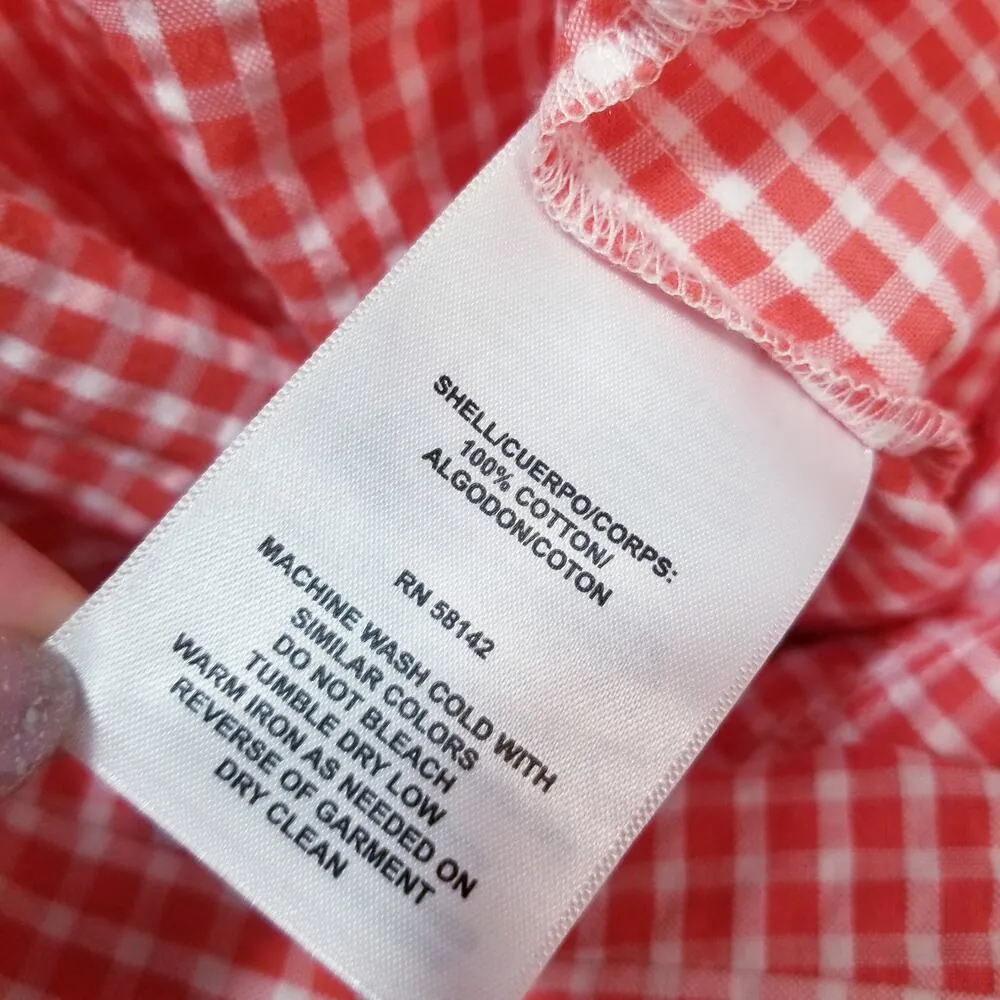 SHELL/CUERPO/CORPS:
100% COTTON/
ALGODON/COTON
RN 58142
MACHINE WASH COLD WITH
SIMILAR COLORS
DO NOT BLEACH
TUMBLE DRY LOW
WARM IRON AS NEEDED ON
REVERSE OF GARMENT
DRY CLEAN